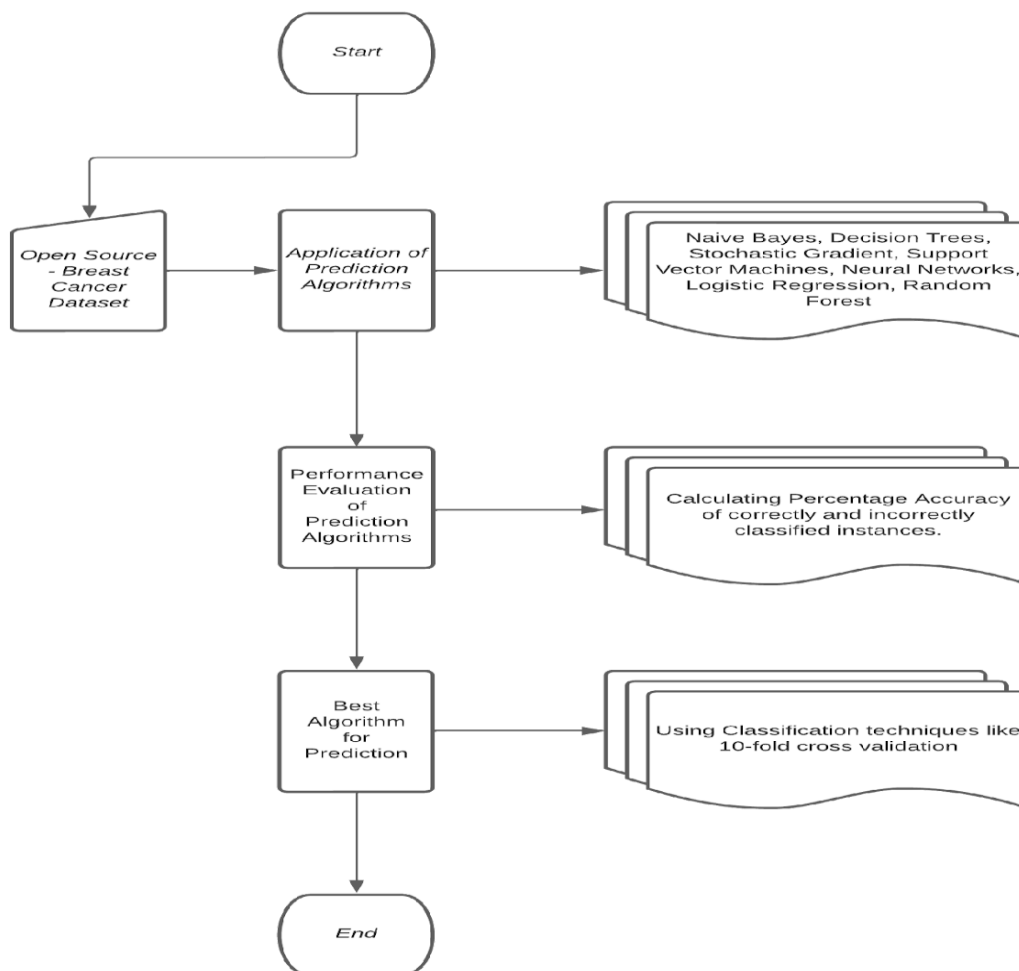 Start
Open Source
- Breast
Cancer
Dataset
Application of
Prediction
Algorithms
Naive Bayes, Decision Trees,
Stochastic Gradient, Support
Vector Machines, Neural Networks,
Logistic Regression, Random
Forest
Performance
Evaluation
of
Prediction
Algorithms
Calculating Percentage Accuracy
of correctly and incorrectly
classified instances.
Best
Algorithm
for
Prediction
Using Classification techniques like
10-fold cross validation
End